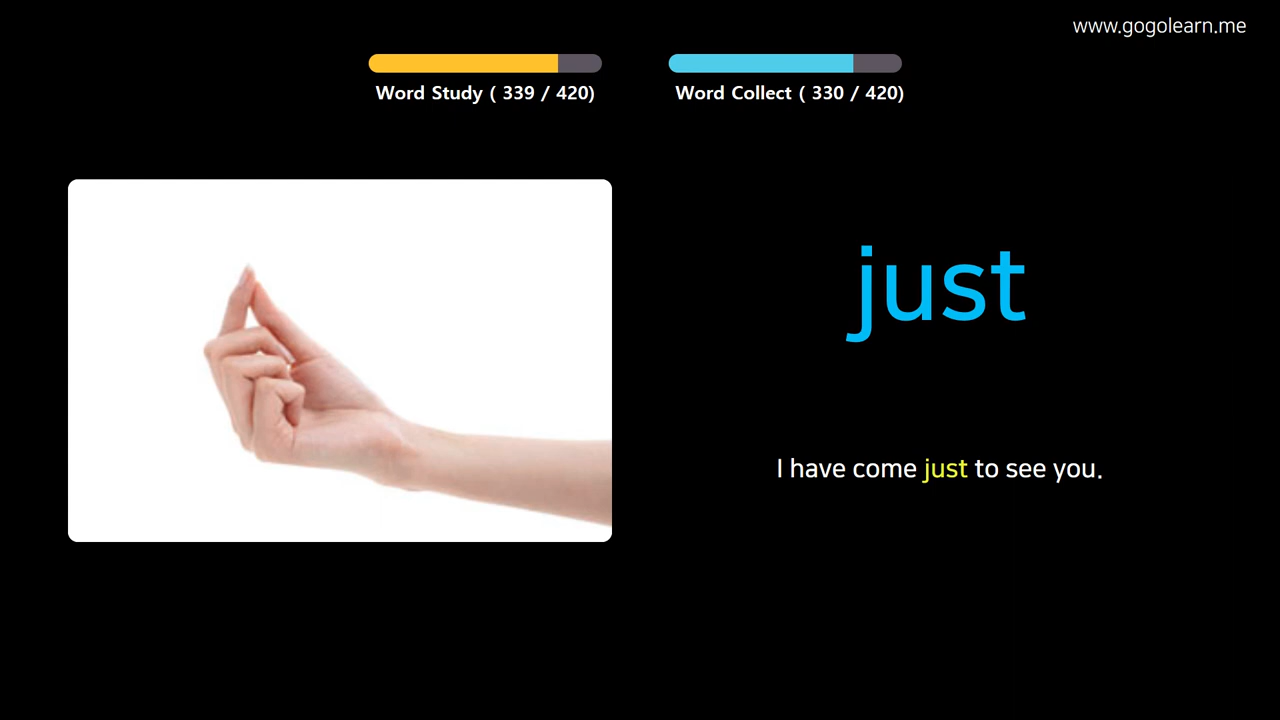 www.gogolearn.me
Word Study ( 339 / 420)
Word Collect ( 330 / 420)
just
I have come just to see you.